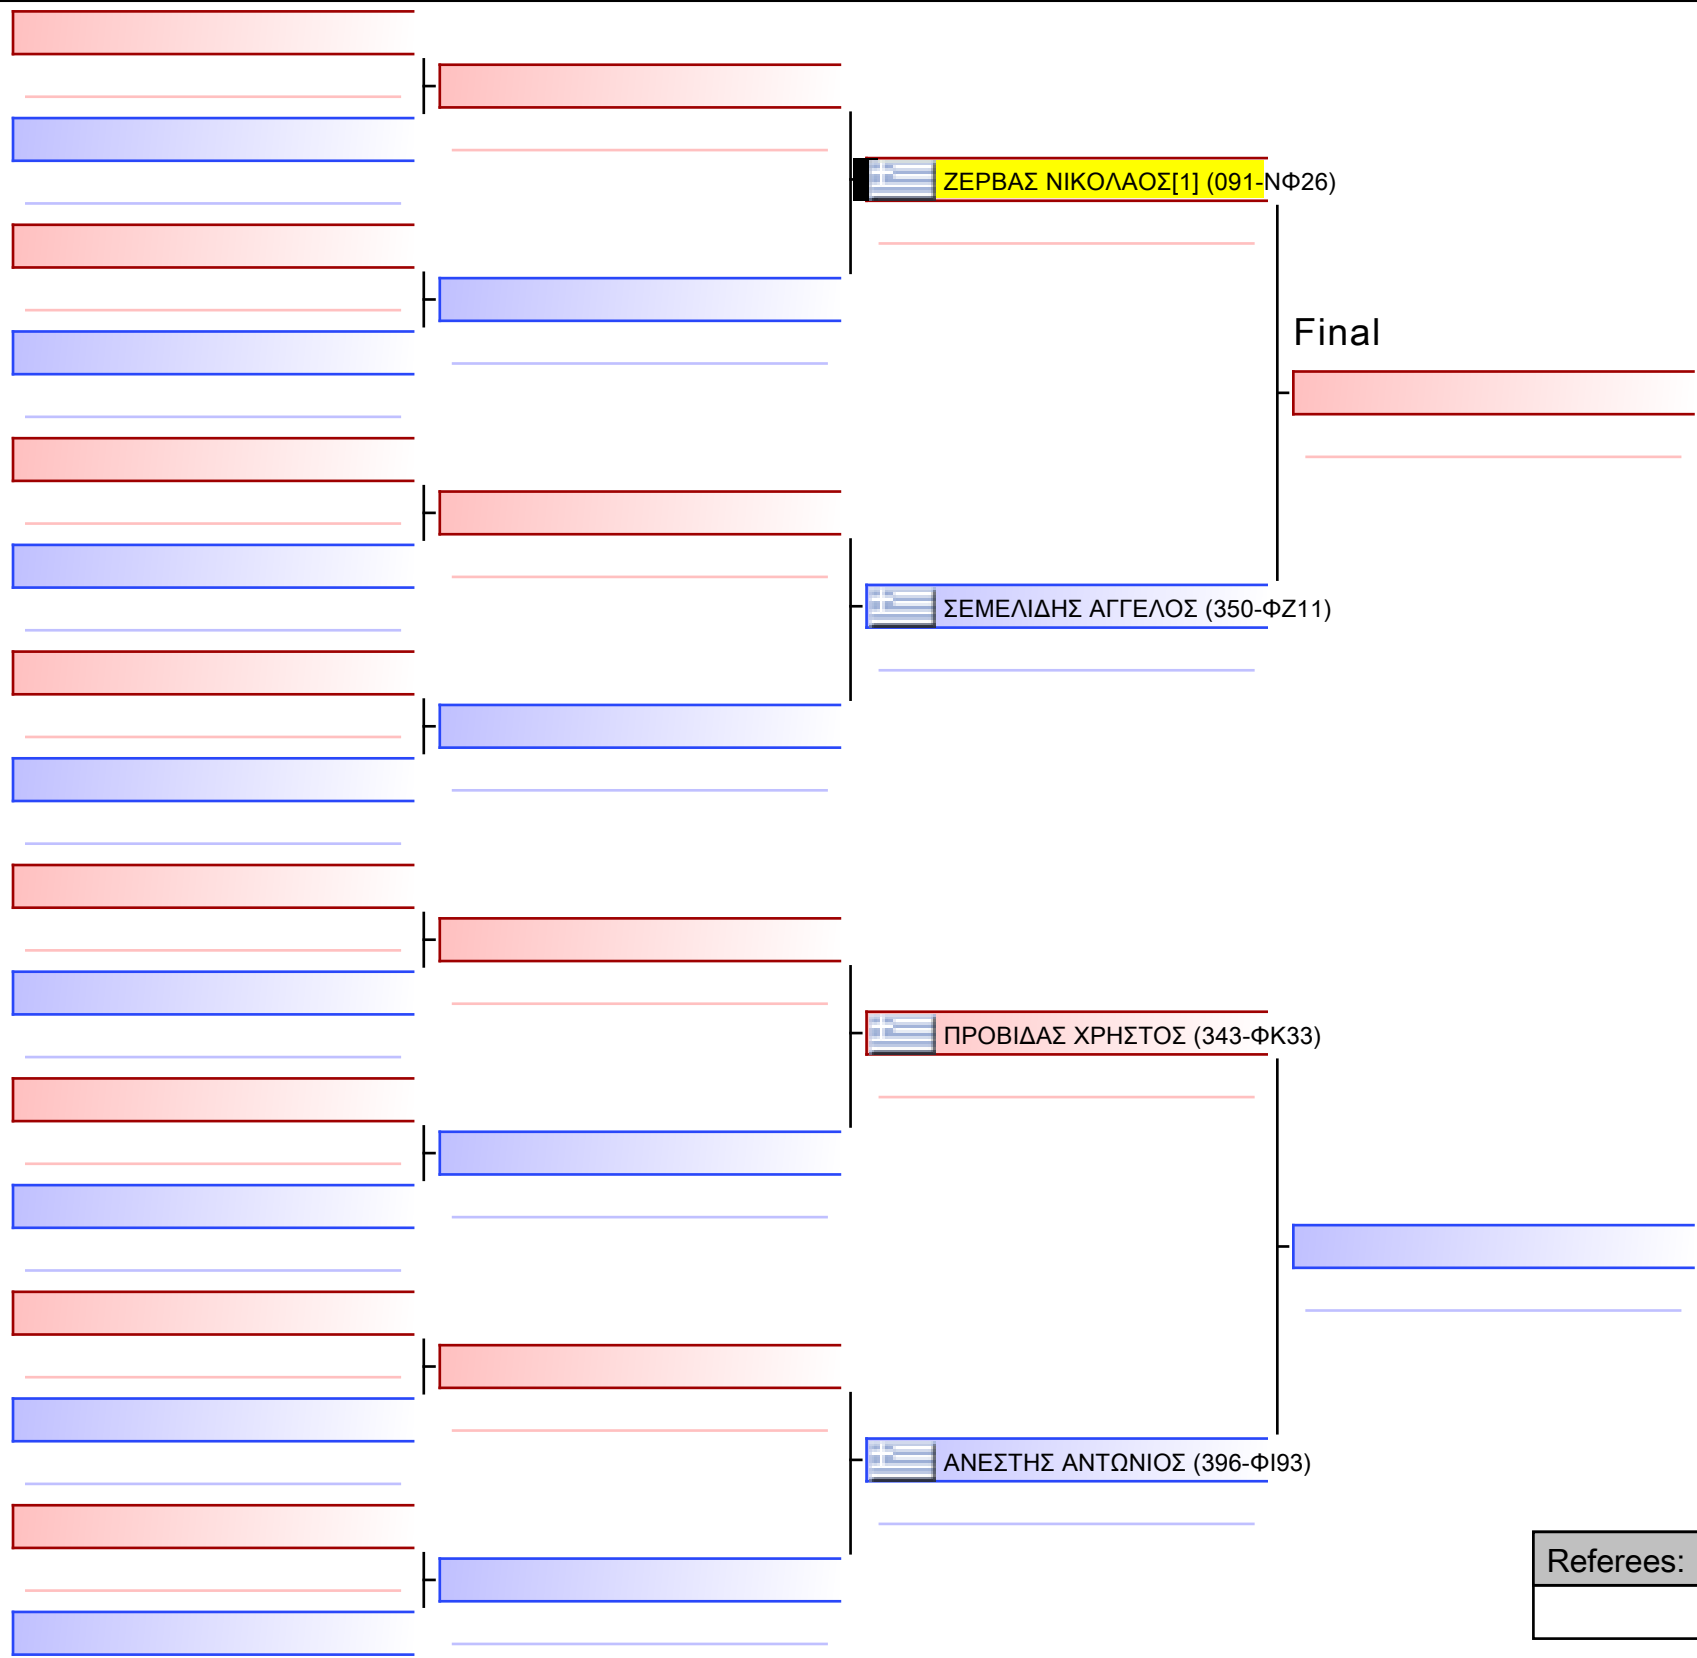 ΖΕΡΒΑΣ ΝΙΚΟΛΑΟΣ[1] (091-ΝΦ26)
Final
ΣΕΜΕΛΙΔΗΣ ΑΓΓΕΛΟΣ (350-ΦΖ11)
ΠΡΟΒΙΔΑΣ ΧΡΗΣΤΟΣ (343-ΦΚ33)
ΑΝΕΣΤΗΣ ΑΝΤΩΝΙΟΣ (396-ΦΙ93)
Referees: